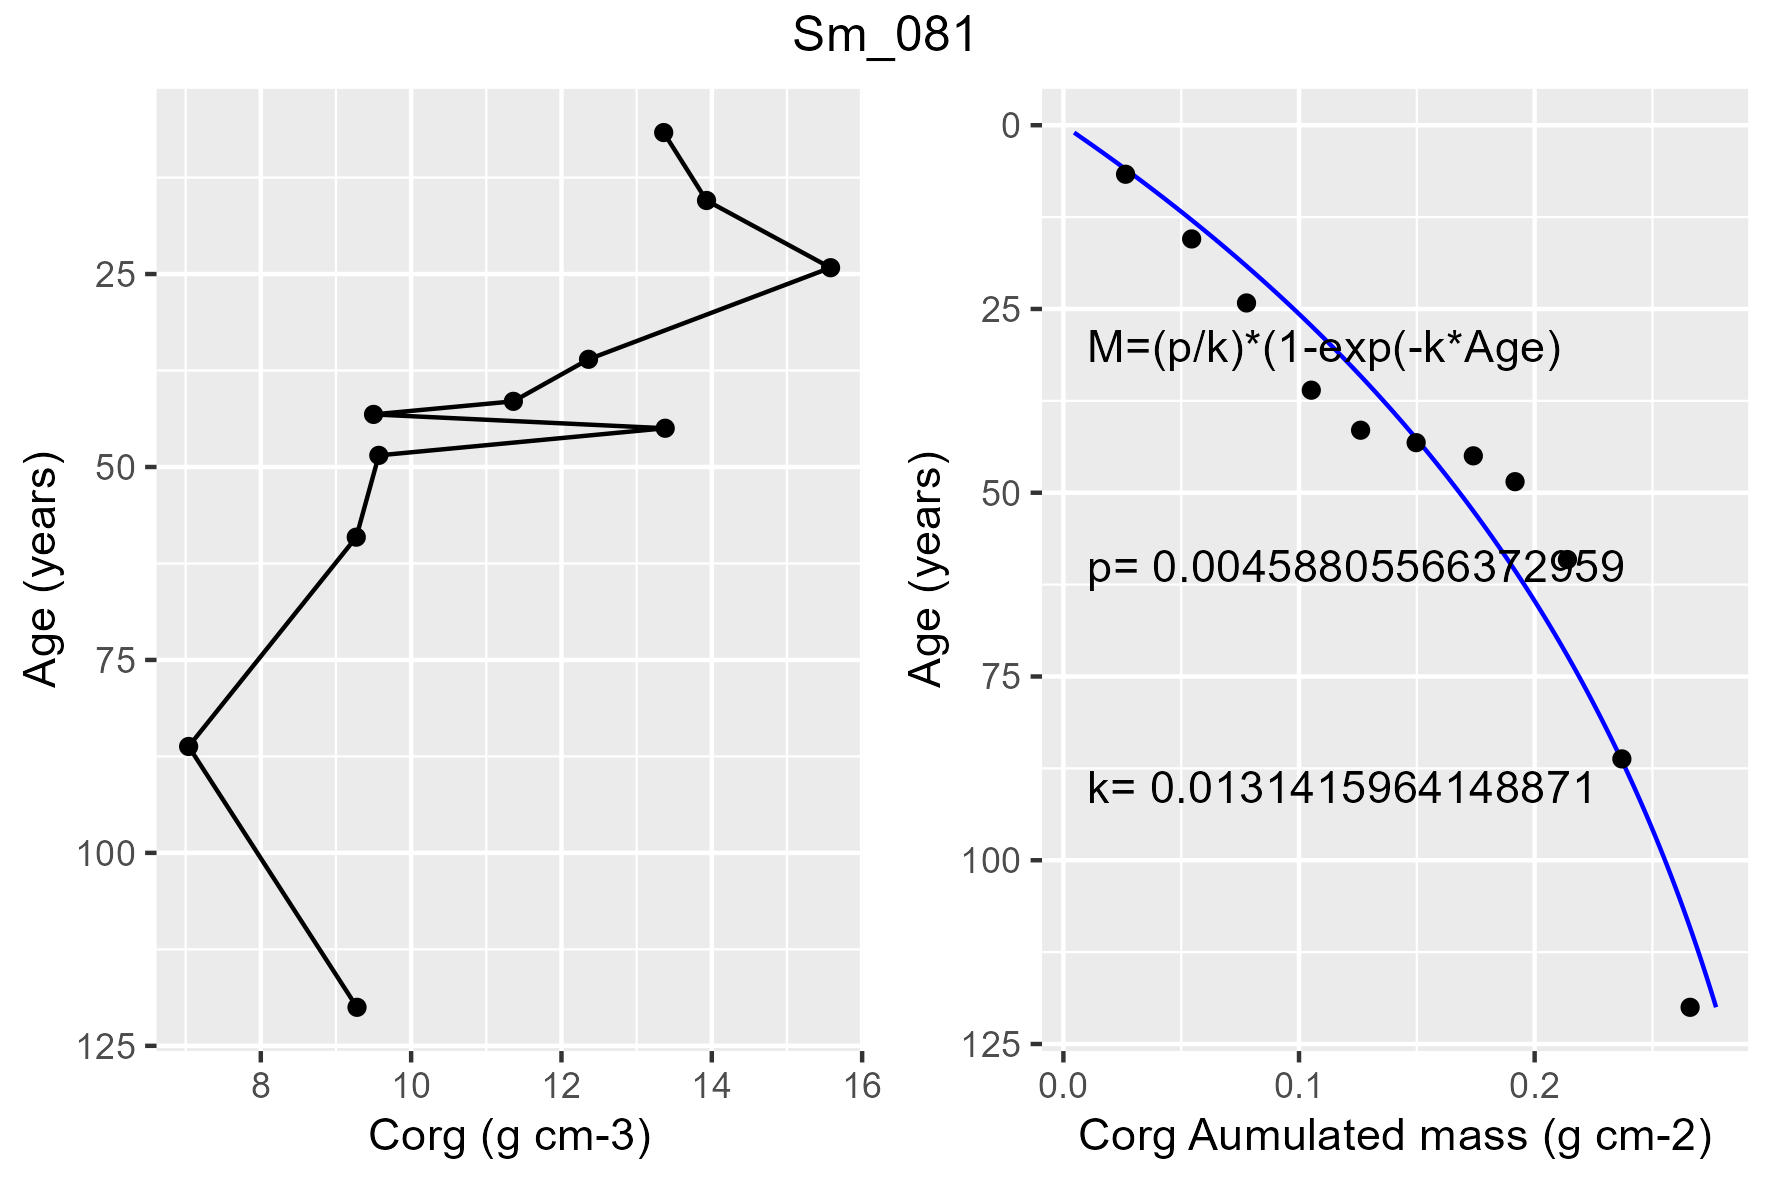 Sm_081
Age (years)
25
50
75
100
125
8 10 12 14 16
Corg (g cm-3)
Age (years)
0
25
50
75
100
125
M=(p/k)*(1-exp(-k*Age)
p= 0.00458805566372959
k= 0.0131415964148871
0.0 0.1 0.2
Corg Aumulated mass (g cm-2)